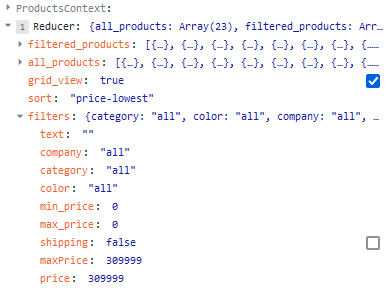 ProductsContext:
1 Reducer: {all_products: Array(23), filtered_products: Arr…
filtered_products: [{…}, {…}, {…}, {…}, {…}, {…}, {…}, {……
all_products: [{…}, {…}, {…}, {…}, {…}, {…}, {…}, {……
grid_view: true
sort: "price-lowest"
filters: {category: "all", color: "all", company: "all", …
text: ""
company: "all"
category: "all"
color: "all"
min_price: 0
max_price: 0
shipping: false
maxPrice: 309999
price: 309999